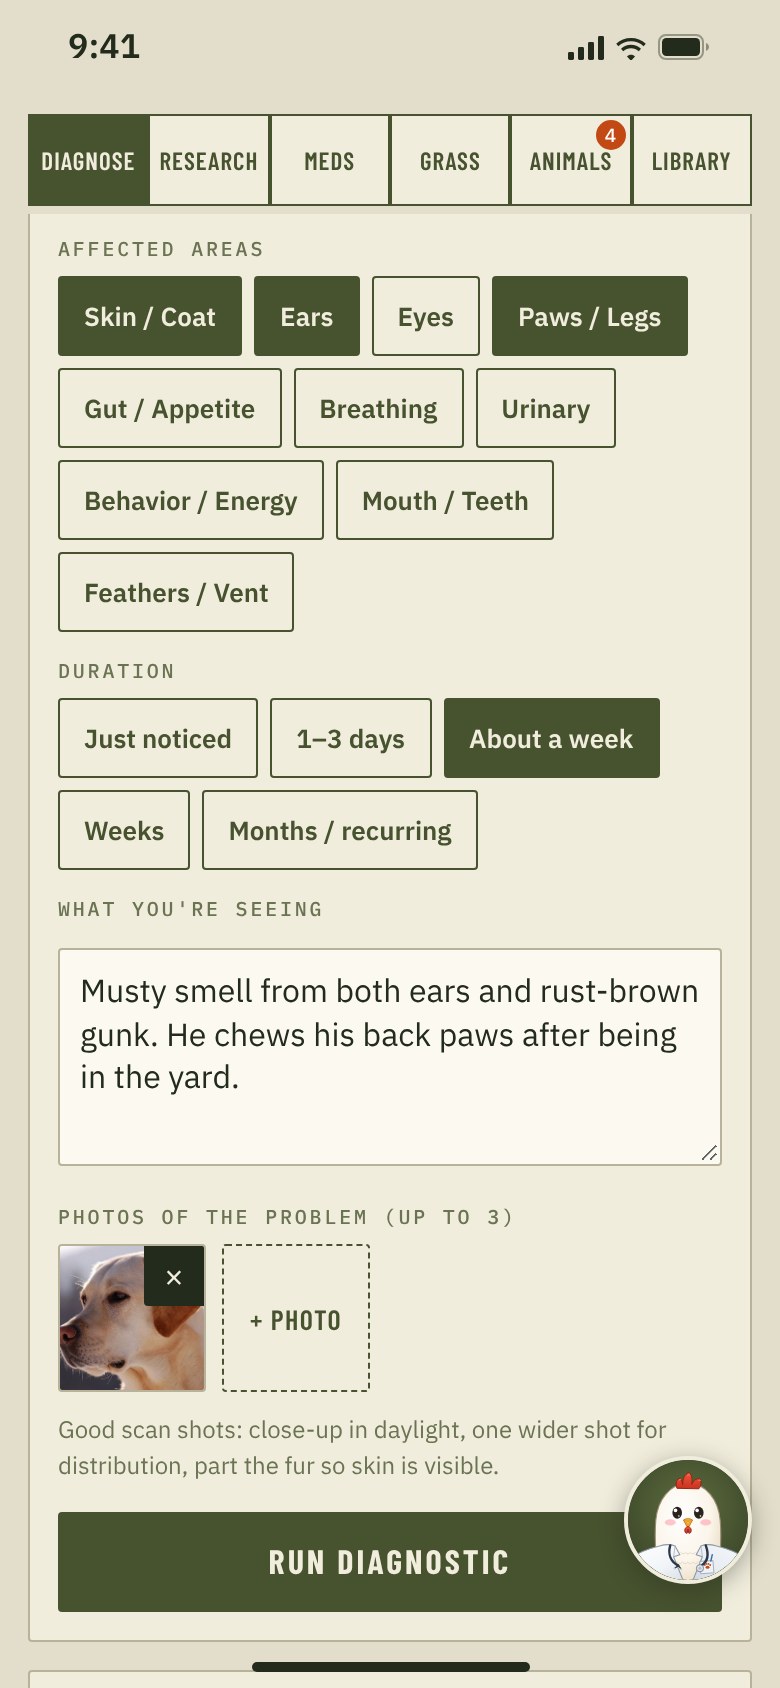 9:41
DIAGNOSE RESEARCH MEDS GRASS ANIMALS 4 LIBRARY
AFFECTED AREAS
Skin / Coat Ears Eyes Paws / Legs
Gut / Appetite Breathing Urinary
Behavior / Energy Mouth / Teeth
Feathers / Vent
DURATION
Just noticed 1–3 days About a week
Weeks Months / recurring
WHAT YOU'RE SEEING
Musty smell from both ears and rust-brown
gunk. He chews his back paws after being
in the yard.
PHOTOS OF THE PROBLEM (UP TO 3)
×
+ PHOTO
Good scan shots: close-up in daylight, one wider shot for
distribution, part the fur so skin is visible.
RUN DIAGNOSTIC